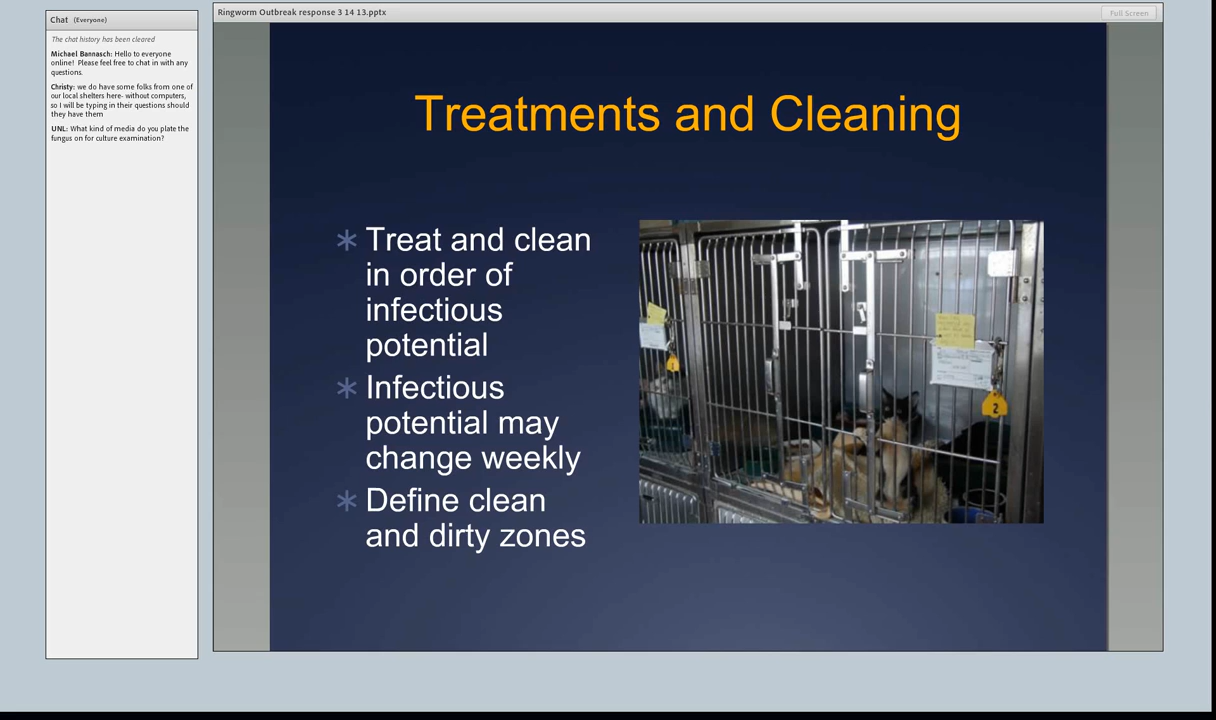 Chat (Everyone)
The chat history has been cleared
Michael Bannasch: Hello to everyone
online! Please feel free to chat in with any
questions.
Christy: we do have some folks from one of
our local shelters here- without computers,
so I will be typing in their questions should
they have them
UNL: What kind of media do you plate the
fungus on for culture examination?
Ringworm Outbreak response 3 14 13.pptx
Full Screen
Treatments and Cleaning
Treat and clean
in order of
infectious
potential
Infectious
potential may
change weekly
Define clean
and dirty zones
2